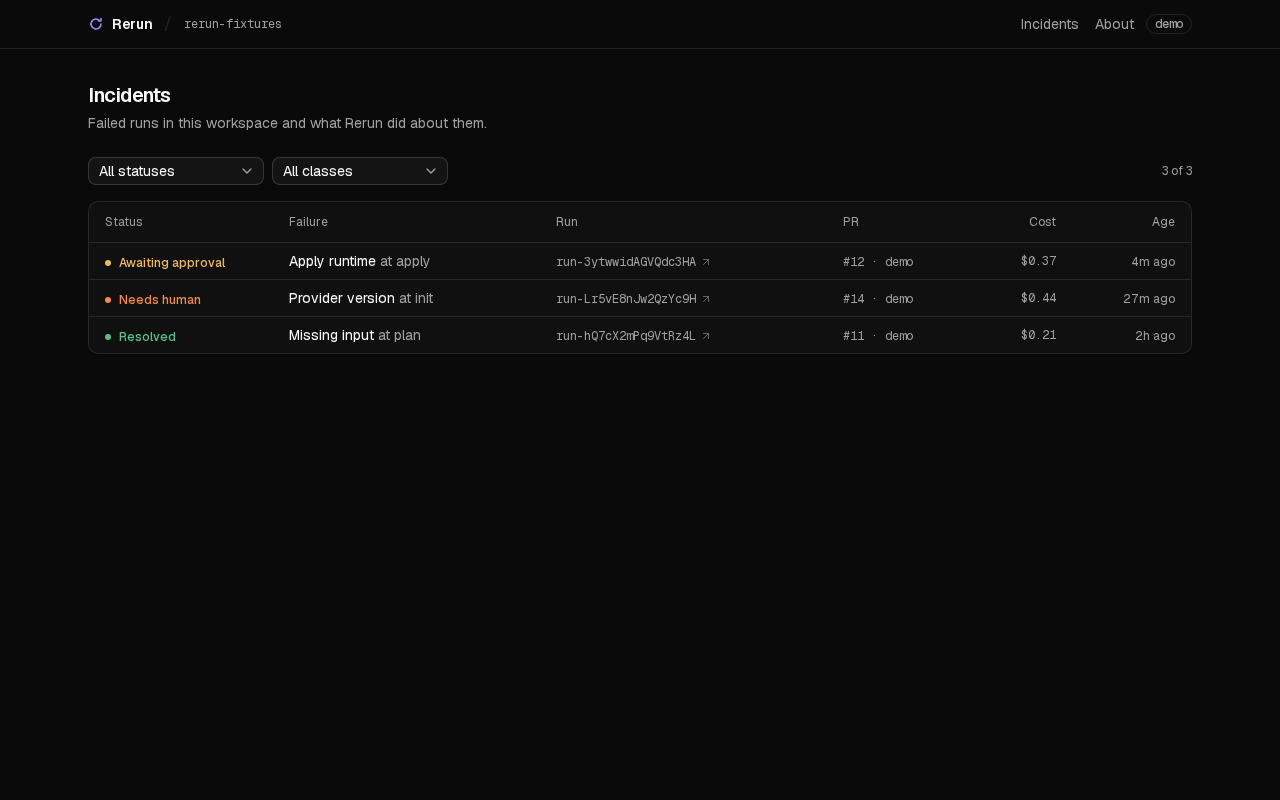 Rerun / rerun-fixtures Incidents About demo
Incidents
Failed runs in this workspace and what Rerun did about them.
All statuses All classes 3 of 3
Status Failure Run PR Cost Age
Awaiting approval Apply runtime at apply run-3ytwwidAGVQdc3HA ↗ #12 · demo $0.37 4m ago
Needs human Provider version at init run-Lr5vE8nJw2QzYc9H ↗ #14 · demo $0.44 27m ago
Resolved Missing input at plan run-hQ7cX2mPq9VtRz4L ↗ #11 · demo $0.21 2h ago